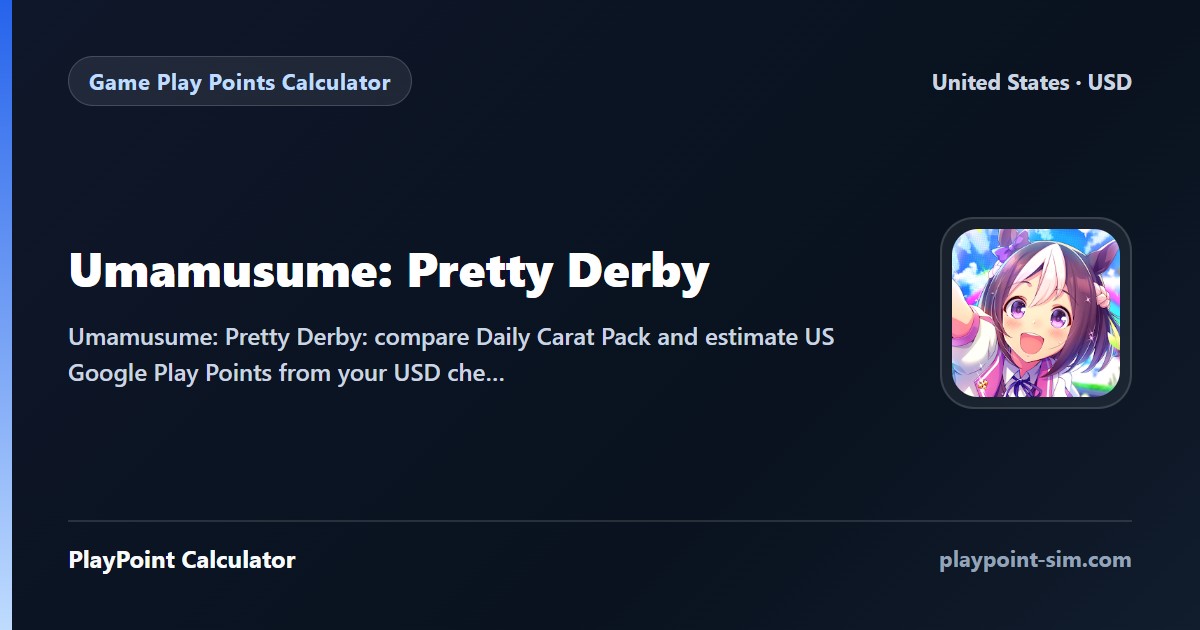 Game Play Points Calculator
United States · USD
Umamusume: Pretty Derby
Umamusume: Pretty Derby: compare Daily Carat Pack and estimate US
Google Play Points from your USD che...
PlayPoint Calculator
playpoint-sim.com